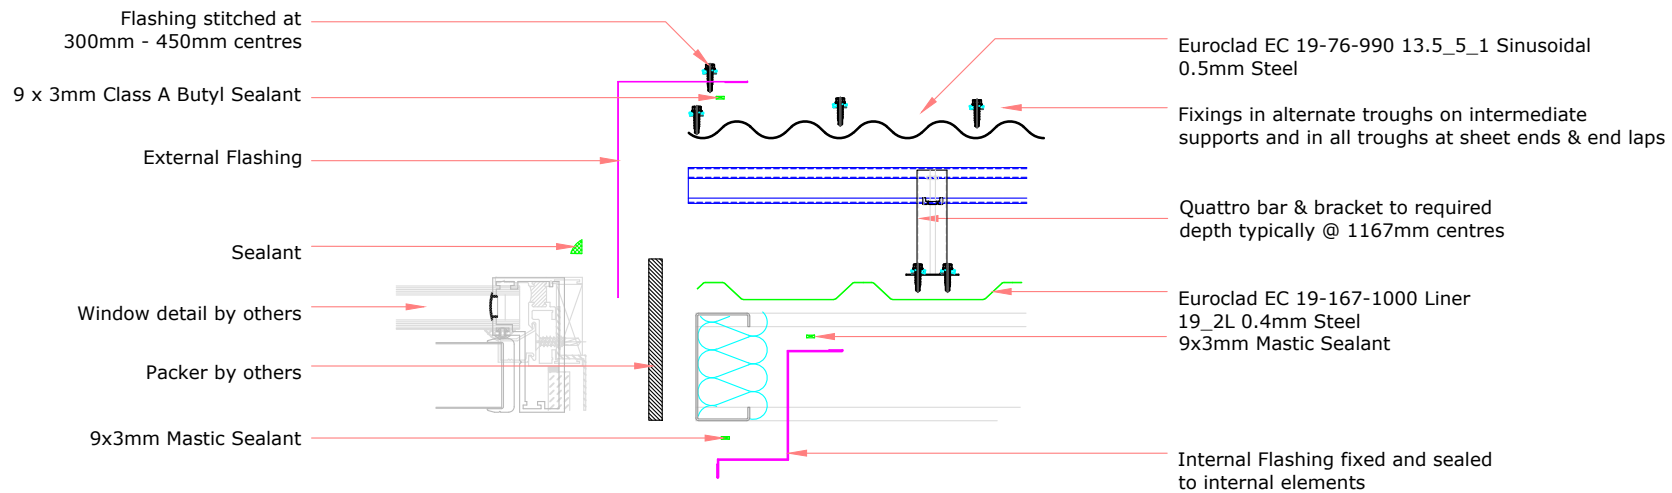 Flashing stitched at
300mm - 450mm centres
9 x 3mm Class A Butyl Sealant
External Flashing
Sealant
Window detail by others
Packer by others
9x3mm Mastic Sealant
Euroclad EC 19-76-990 13.5_5_1 Sinusoidal
0.5mm Steel
Fixings in alternate troughs on intermediate
supports and in all troughs at sheet ends & end laps
Quattro bar & bracket to required
depth typically @ 1167mm centres
Euroclad EC 19-167-1000 Liner
19_2L 0.4mm Steel
9x3mm Mastic Sealant
Internal Flashing fixed and sealed
to internal elements